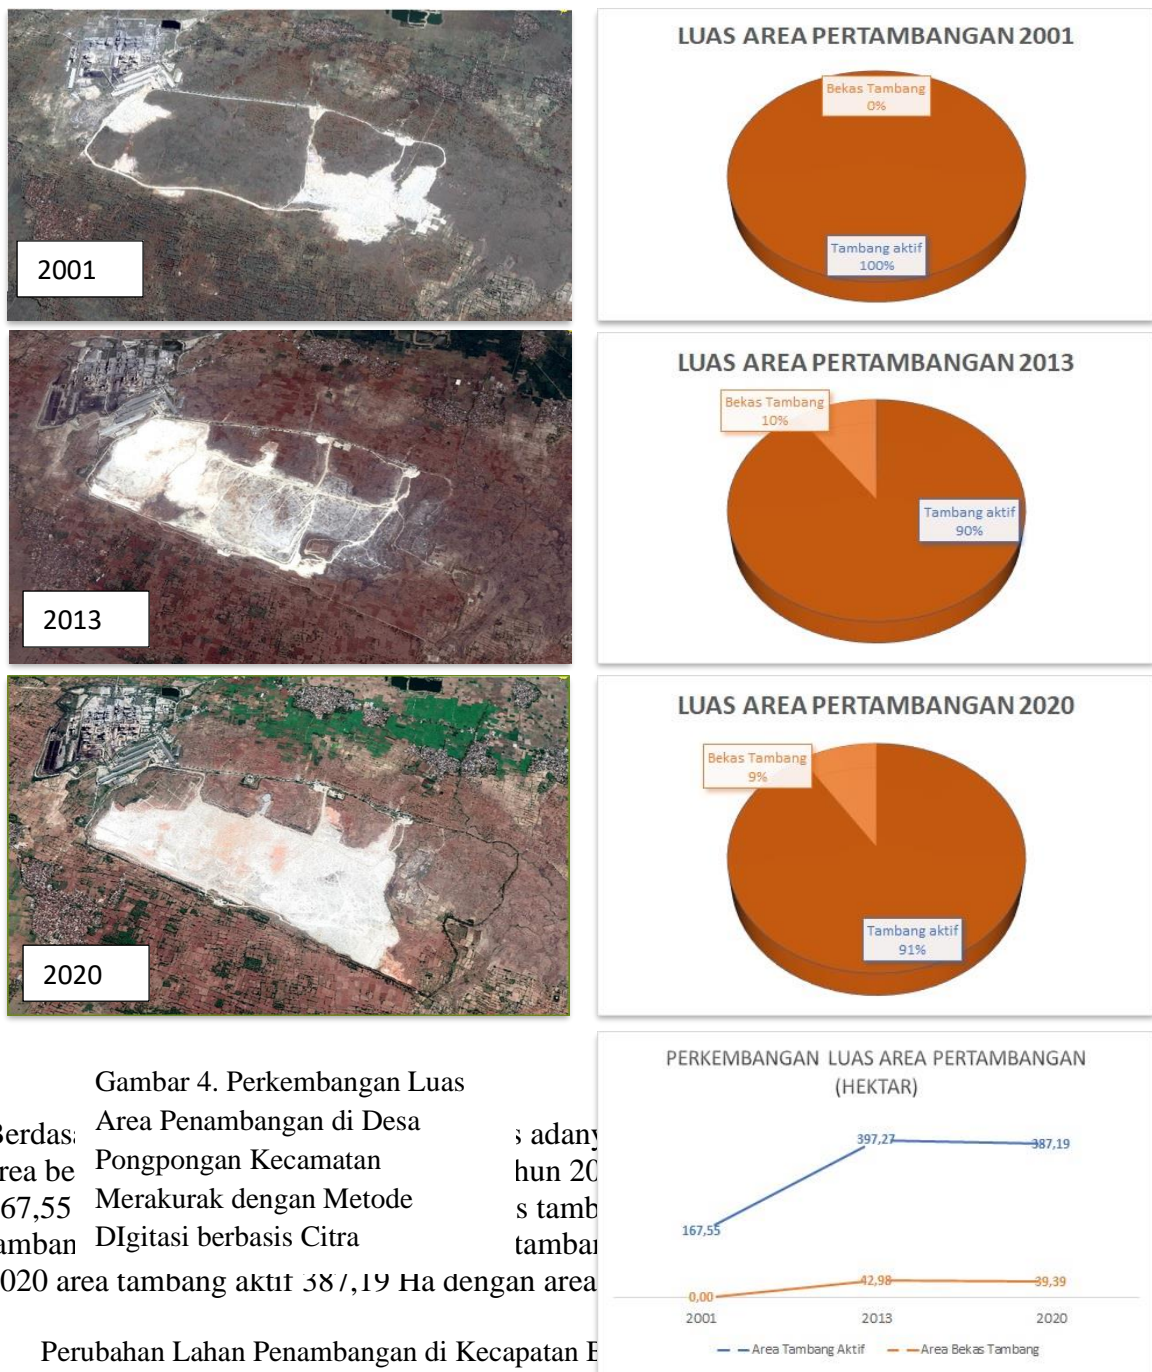 2001
LUAS AREA PERTAMBANGAN 2001
Bekas Tambang
0%
Tambang aktif
100%
2013
LUAS AREA PERTAMBANGAN 2013
Bekas Tambang
10%
Tambang aktif
90%
2020
LUAS AREA PERTAMBANGAN 2020
Bekas Tambang
9%
Tambang aktif
91%
Gambar 4. Perkembangan Luas
Area Penambangan di Desa
Pongpongan Kecamatan
Merakurak dengan Metode
DIgitasi berbasis Citra
67,55
020 area tambang aktif 387,19 Ha dengan area
Perubahan Lahan Penambangan di Kecapatan
PERKEMBANGAN LUAS AREA PERTAMBANGAN
(HEKTAR)
397,27
387,19
167,55
42,98
39,39
0,00
2001 2013 2020
Area Tambang Aktif Area Bekas Tambang